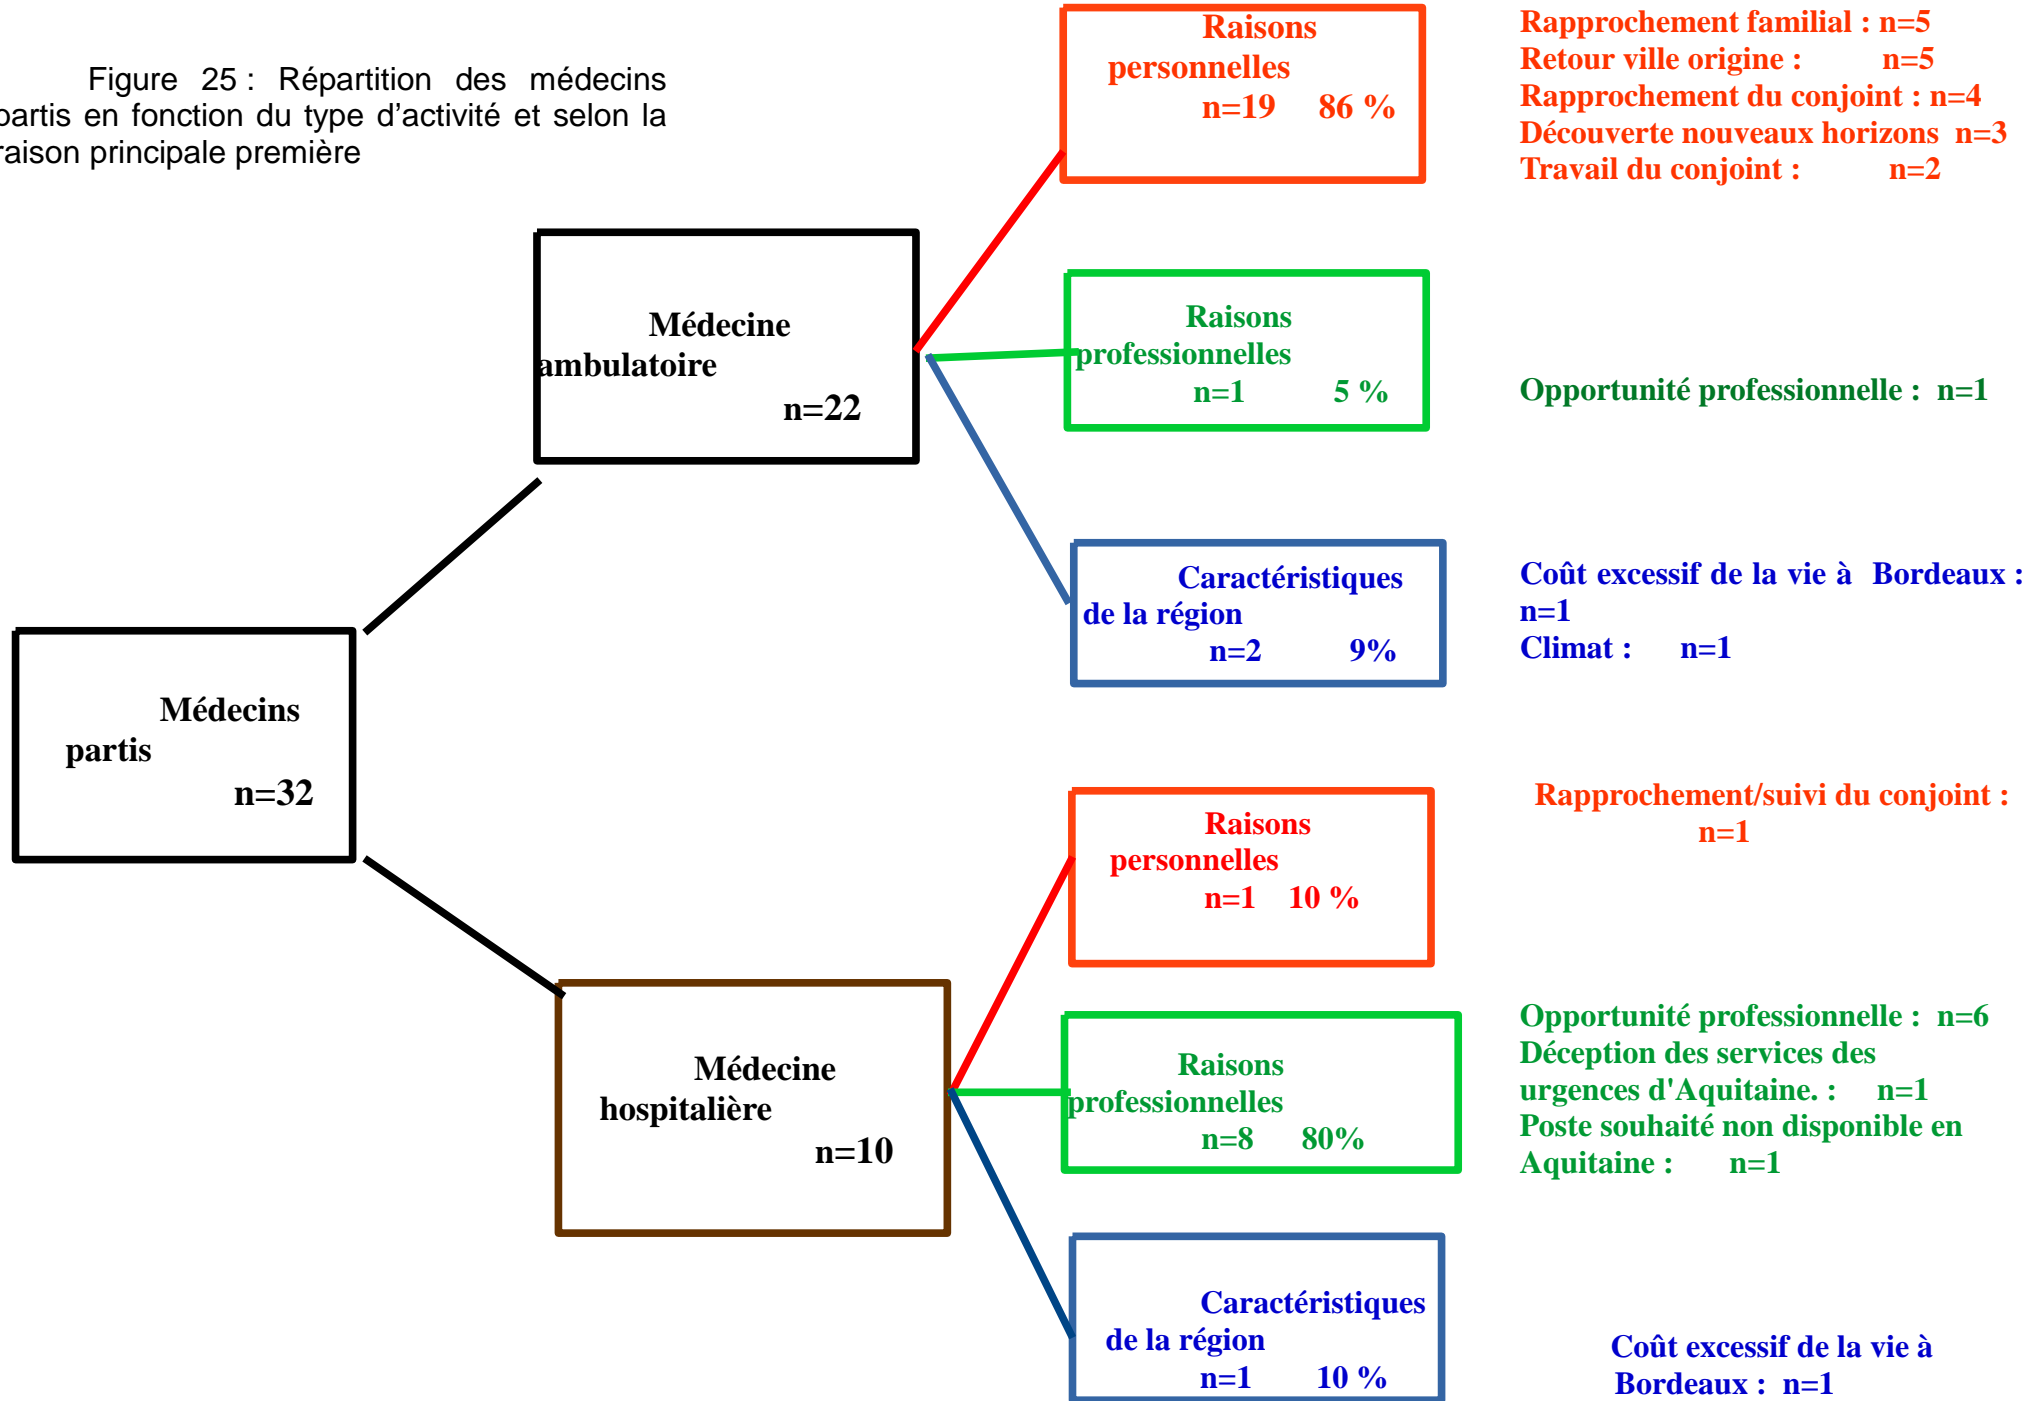 Figure 25 : Répartition des médecins
partis en fonction du type d’activité et selon la
raison principale première
Médecins
partis
n=32
Médecine
ambulatoire
n=22
Raisons
personnelles
n=19 86 %
Rapprochement familial : n=5
Retour ville origine : n=5
Rapprochement du conjoint : n=4
Découverte nouveaux horizons n=3
Travail du conjoint : n=2
Raisons
professionnelles
n=1 5 %
Opportunité professionnelle : n=1
Caractéristiques
de la région
n=2 9%
Coût excessif de la vie à Bordeaux :
n=1
Climat : n=1
Médecine
hospitalière
n=10
Raisons
personnelles
n=1 10 %
Rapprochement/suivi du conjoint :
n=1
Raisons
professionnelles
n=8 80%
Opportunité professionnelle : n=6
Déception des services des
urgences d'Aquitaine. : n=1
Poste souhaité non disponible en
Aquitaine : n=1
Caractéristiques
de la région
n=1 10 %
Coût excessif de la vie à
Bordeaux : n=1